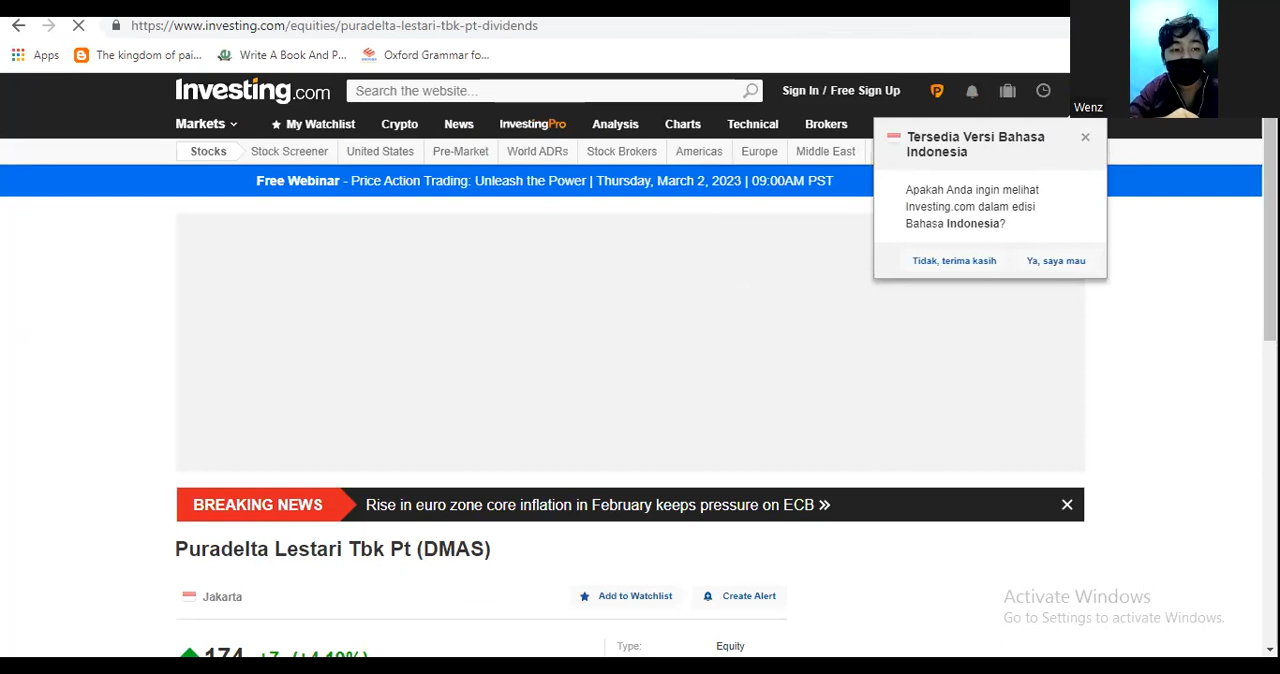 https://www.investing.com/equities/puradelta-lestari-tbk-pt-dividends
Apps The kingdom of pai... Write A Book And P... Oxford Grammar fo...
Wenz
Investing.com Search the website... Sign In / Free Sign Up
Markets My Watchlist Crypto News InvestingPro Analysis Charts Technical Brokers
Stocks Stock Screener United States Pre-Market World ADRs Stock Brokers Americas Europe Middle East
Tersedia Versi Bahasa
Indonesia
Free Webinar - Price Action Trading: Unleash the Power | Thursday, March 2, 2023 | 09:00AM PST
Apakah Anda ingin melihat
Investing.com dalam edisi
Bahasa Indonesia?
Tidak, terima kasih Ya, saya mau
BREAKING NEWS Rise in euro zone core inflation in February keeps pressure on ECB »
Puradelta Lestari Tbk Pt (DMAS)
Jakarta Add to Watchlist Create Alert
Activate Windows
Go to Settings to activate Windows.
174 +7 (+4.19%) Type: Equity